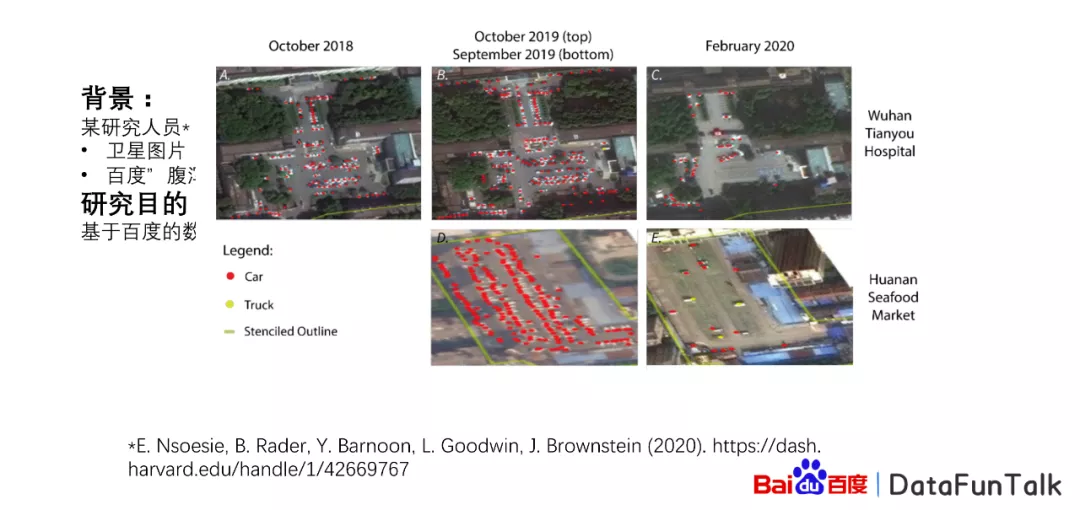 October 2018
October 2019 (top)
September 2019 (bottom)
February 2020
背景：
某研究人员*
• 卫星图片
• 百度”腹
研究目的
基于百度的数
A.
B.
C.
Wuhan
Tianyou
Hospital
Legend:
Car
Truck
Stenciled Outline
D.
E.
Huanan
Seafood
Market
*E. Nsoesie, B. Rader, Y. Barnoon, L. Goodwin, J. Brownstein (2020). https://dash.
harvard.edu/handle/1/42669767
Bai du 百度 | DataFunTalk